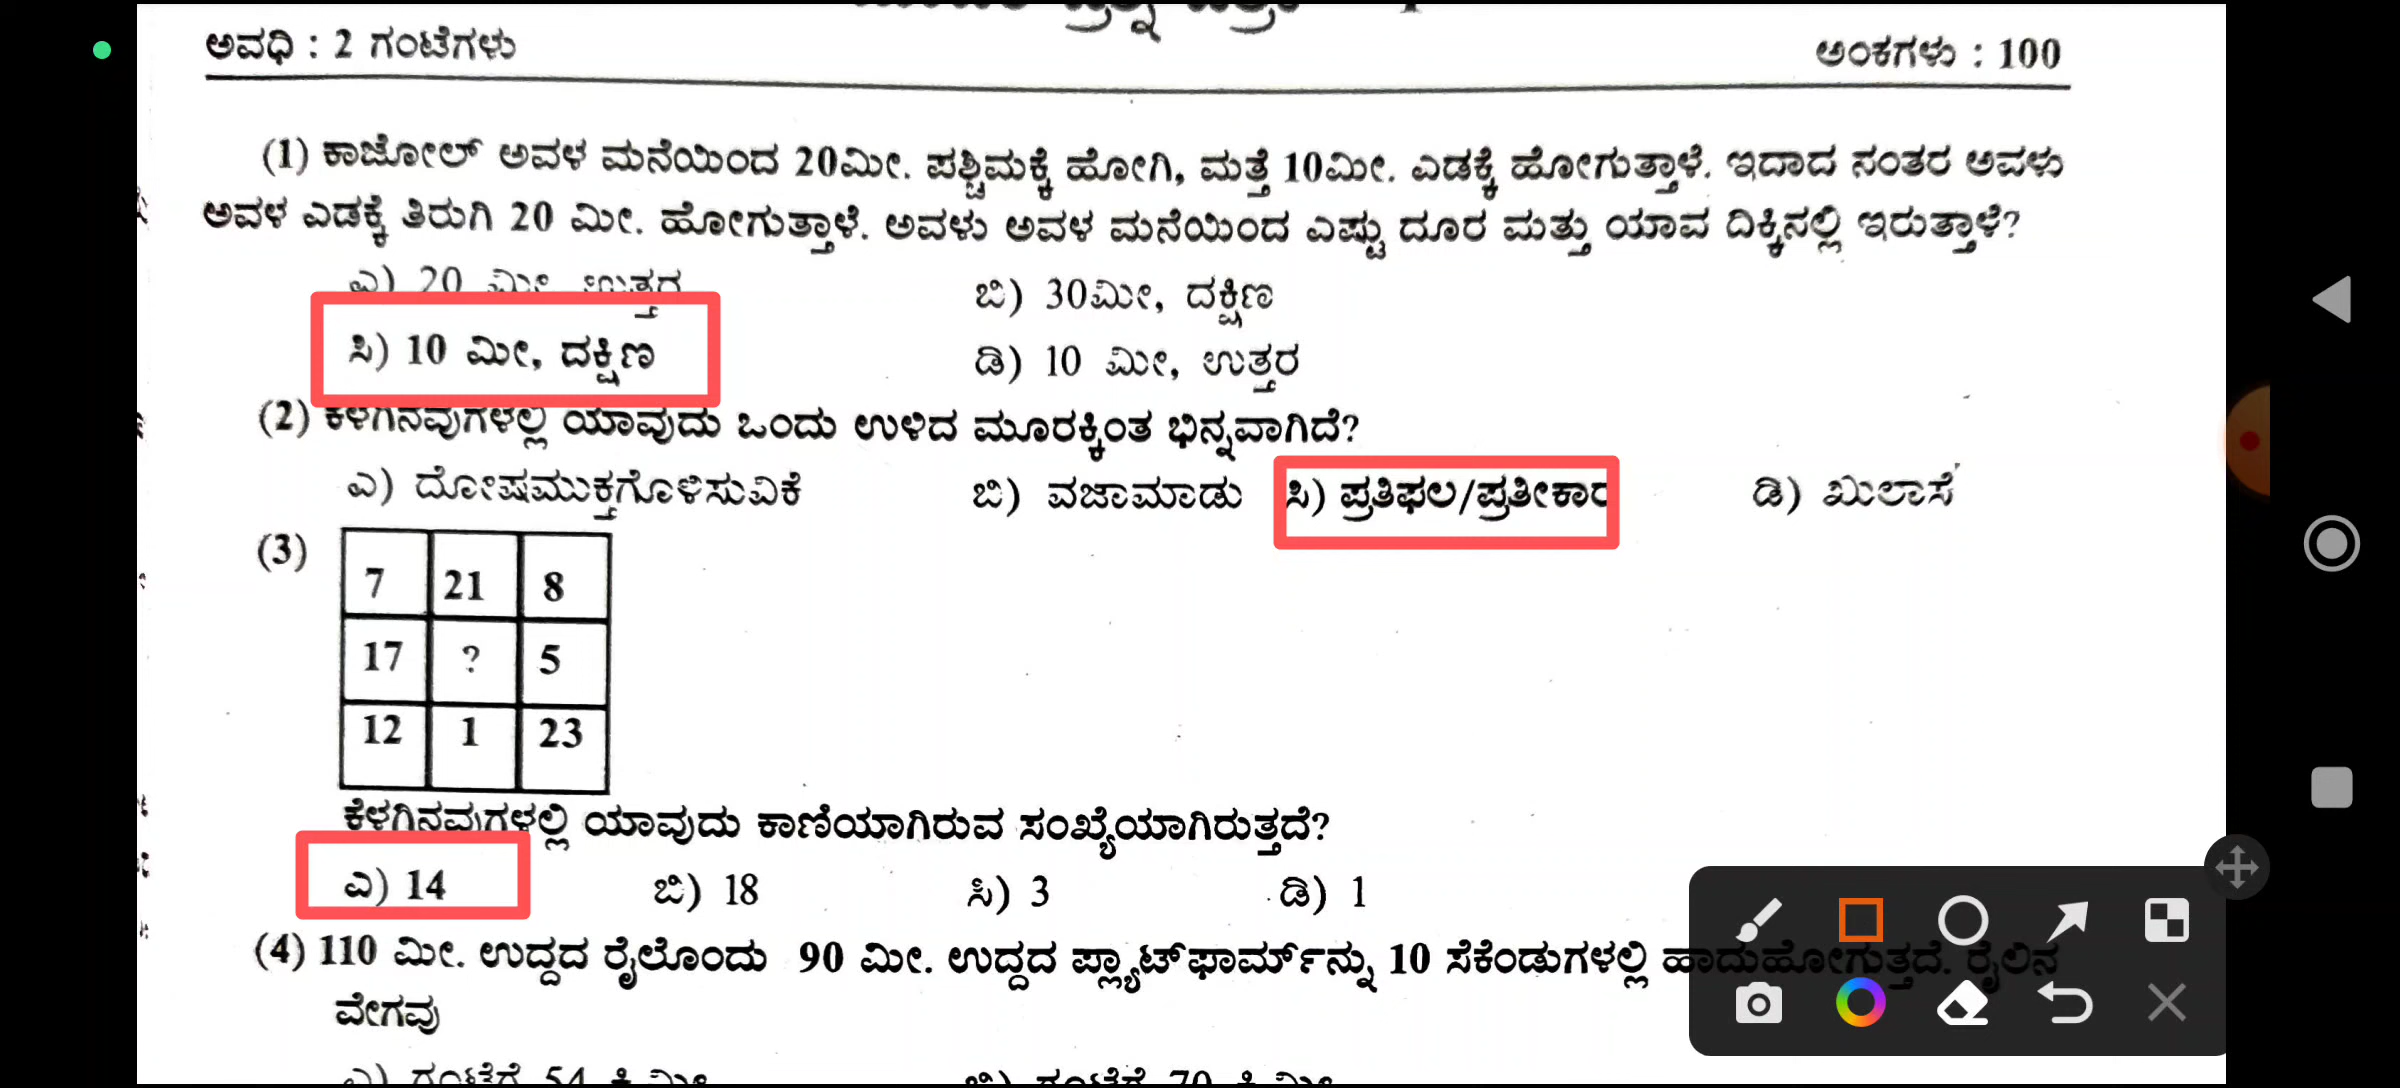 ಅವಧಿ : 2 ಗಂಟೆಗಳು
ಅಂಕಗಳು : 100
(1) ಕಾಜೋಲ್ ಅವಳ ಮನೆಯಿಂದ 20ಮೀ. ಪಶ್ಚಿಮಕ್ಕೆ ಹೋಗಿ, ಮತ್ತೆ 10ಮೀ. ಎಡಕ್ಕೆ ಹೋಗುತ್ತಾಳೆ. ಇದಾದ ನಂತರ ಅವಳು
ಅವಳ ಎಡಕ್ಕೆ ತಿರುಗಿ 20 ಮೀ. ಹೋಗುತ್ತಾಳೆ. ಅವಳು ಅವಳ ಮನೆಯಿಂದ ಎಷ್ಟು ದೂರ ಮತ್ತು ಯಾವ ದಿಕ್ಕಿನಲ್ಲಿ ಇರುತ್ತಾಳೆ?
ಎ) 20 ಮೀ ಉತ್ತರ ಬಿ) 30ಮೀ, ದಕ್ಷಿಣ
ಸಿ) 10 ಮೀ, ದಕ್ಷಿಣ ಡಿ) 10 ಮೀ, ಉತ್ತರ
(2) ಕೆಳಗಿನವುಗಳಲ್ಲಿ ಯಾವುದು ಒಂದು ಉಳಿದ ಮೂರಕ್ಕಿಂತ ಭಿನ್ನವಾಗಿದೆ?
ಎ) ದೋಷಮುಕ್ತಗೊಳಿಸುವಿಕೆ ಬಿ) ವಜಾಮಾಡು ಸಿ) ಪ್ರತಿಫಲ/ಪ್ರತೀಕಾರ ಡಿ) ಖುಲಾಸೆ
(3)
7 21 8
17 ? 5
12 1 23
ಕೆಳಗಿನವುಗಳಲ್ಲಿ ಯಾವುದು ಕಾಣೆಯಾಗಿರುವ ಸಂಖ್ಯೆಯಾಗಿರುತ್ತದೆ?
ಎ) 14 ಬಿ) 18 ಸಿ) 3 ಡಿ) 1
(4) 110 ಮೀ. ಉದ್ದದ ರೈಲೊಂದು 90 ಮೀ. ಉದ್ದದ ಪ್ಲ್ಯಾಟ್‌ಫಾರ್ಮ್‌ನ್ನು 10 ಸೆಕೆಂಡುಗಳಲ್ಲಿ ಹಾದುಹೋಗುತ್ತದೆ. ರೈಲಿನ
ವೇಗವು